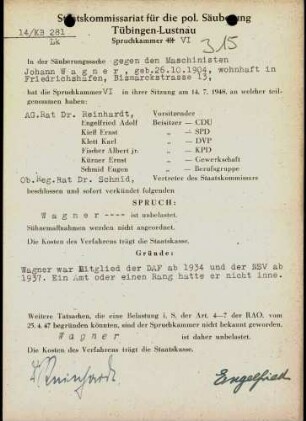 Staatskommissariat für die pol. Säuberung
Tübingen-Lustnau
14/KB 281
Spruchkammer VI
315
In der Säuberungssache gegen den Maschinisten
Johann Wagner, geb.26.10.1904, wohnhaft in
Friedrichshafen, Bismarckstrasse 13,
hat die Spruchkammer VI in ihrer Sitzung am 14. 7. 1948, an welcher teil-
genommen haben:
AG.Rat Dr. Reinhardt, Vorsitzender
Engelfried Adolf Beisitzer — CDU
Kieß Ernst „ — SPD
Klett Karl „ — DVP
Fischer Albert jr. „ — KPD
Kürner Ernst „ — Gewerkschaft
Schmid Eugen „ — Berufsgruppe
Ob.Reg.Rat Dr. Schmid, Vertreter des Staatskommissars
beschlossen und sofort verkündet folgenden
SPRUCH:
Wagner ---- ist unbelastet.
Sühnemaßnahmen werden nicht angeordnet.
Die Kosten des Verfahrens trägt die Staatskasse.
Gründe:
Wagner war Mitglied der DAF ab 1934 und der NSV ab
1937. Ein Amt oder einen Rang hatte er nicht inne.
Weitere Tatsachen, die eine Belastung i. S. der Art. 4—7 der RAO. vom
25. 4. 47 begründen könnten, sind der Spruchkammer nicht bekannt geworden.
Wagner ist daher unbelastet.
Die Kosten des Verfahrens trägt die Staatskasse.
Reinhardt
Engelfried